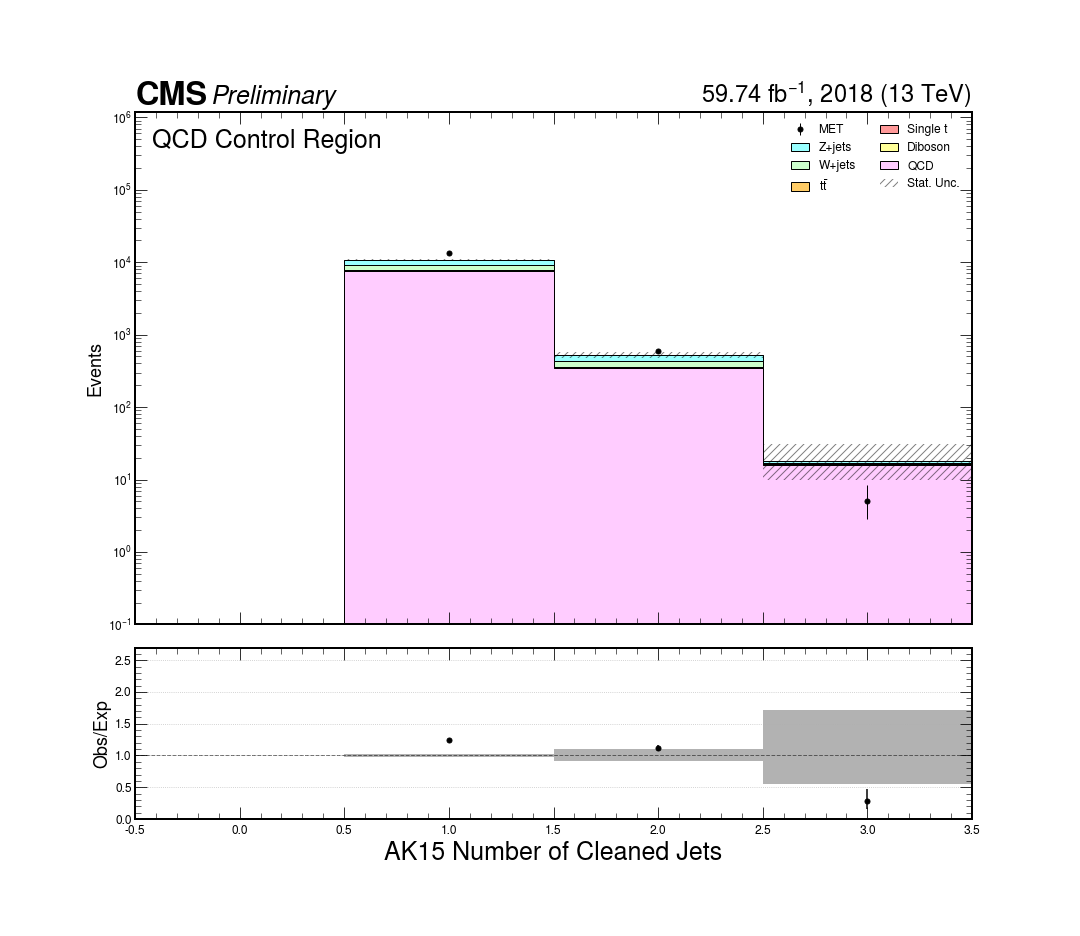 CMS Preliminary 59.74 fb⁻¹, 2018 (13 TeV)
QCD Control Region
MET
Z+jets
W+jets
tt̄
Single t
Diboson
QCD
Stat. Unc.
Events
10⁶
10⁵
10⁴
10³
10²
10¹
10⁰
10⁻¹
Obs/Exp
2.5
2.0
1.5
1.0
0.5
0.0
-0.5 0.0 0.5 1.0 1.5 2.0 2.5 3.0 3.5
AK15 Number of Cleaned Jets